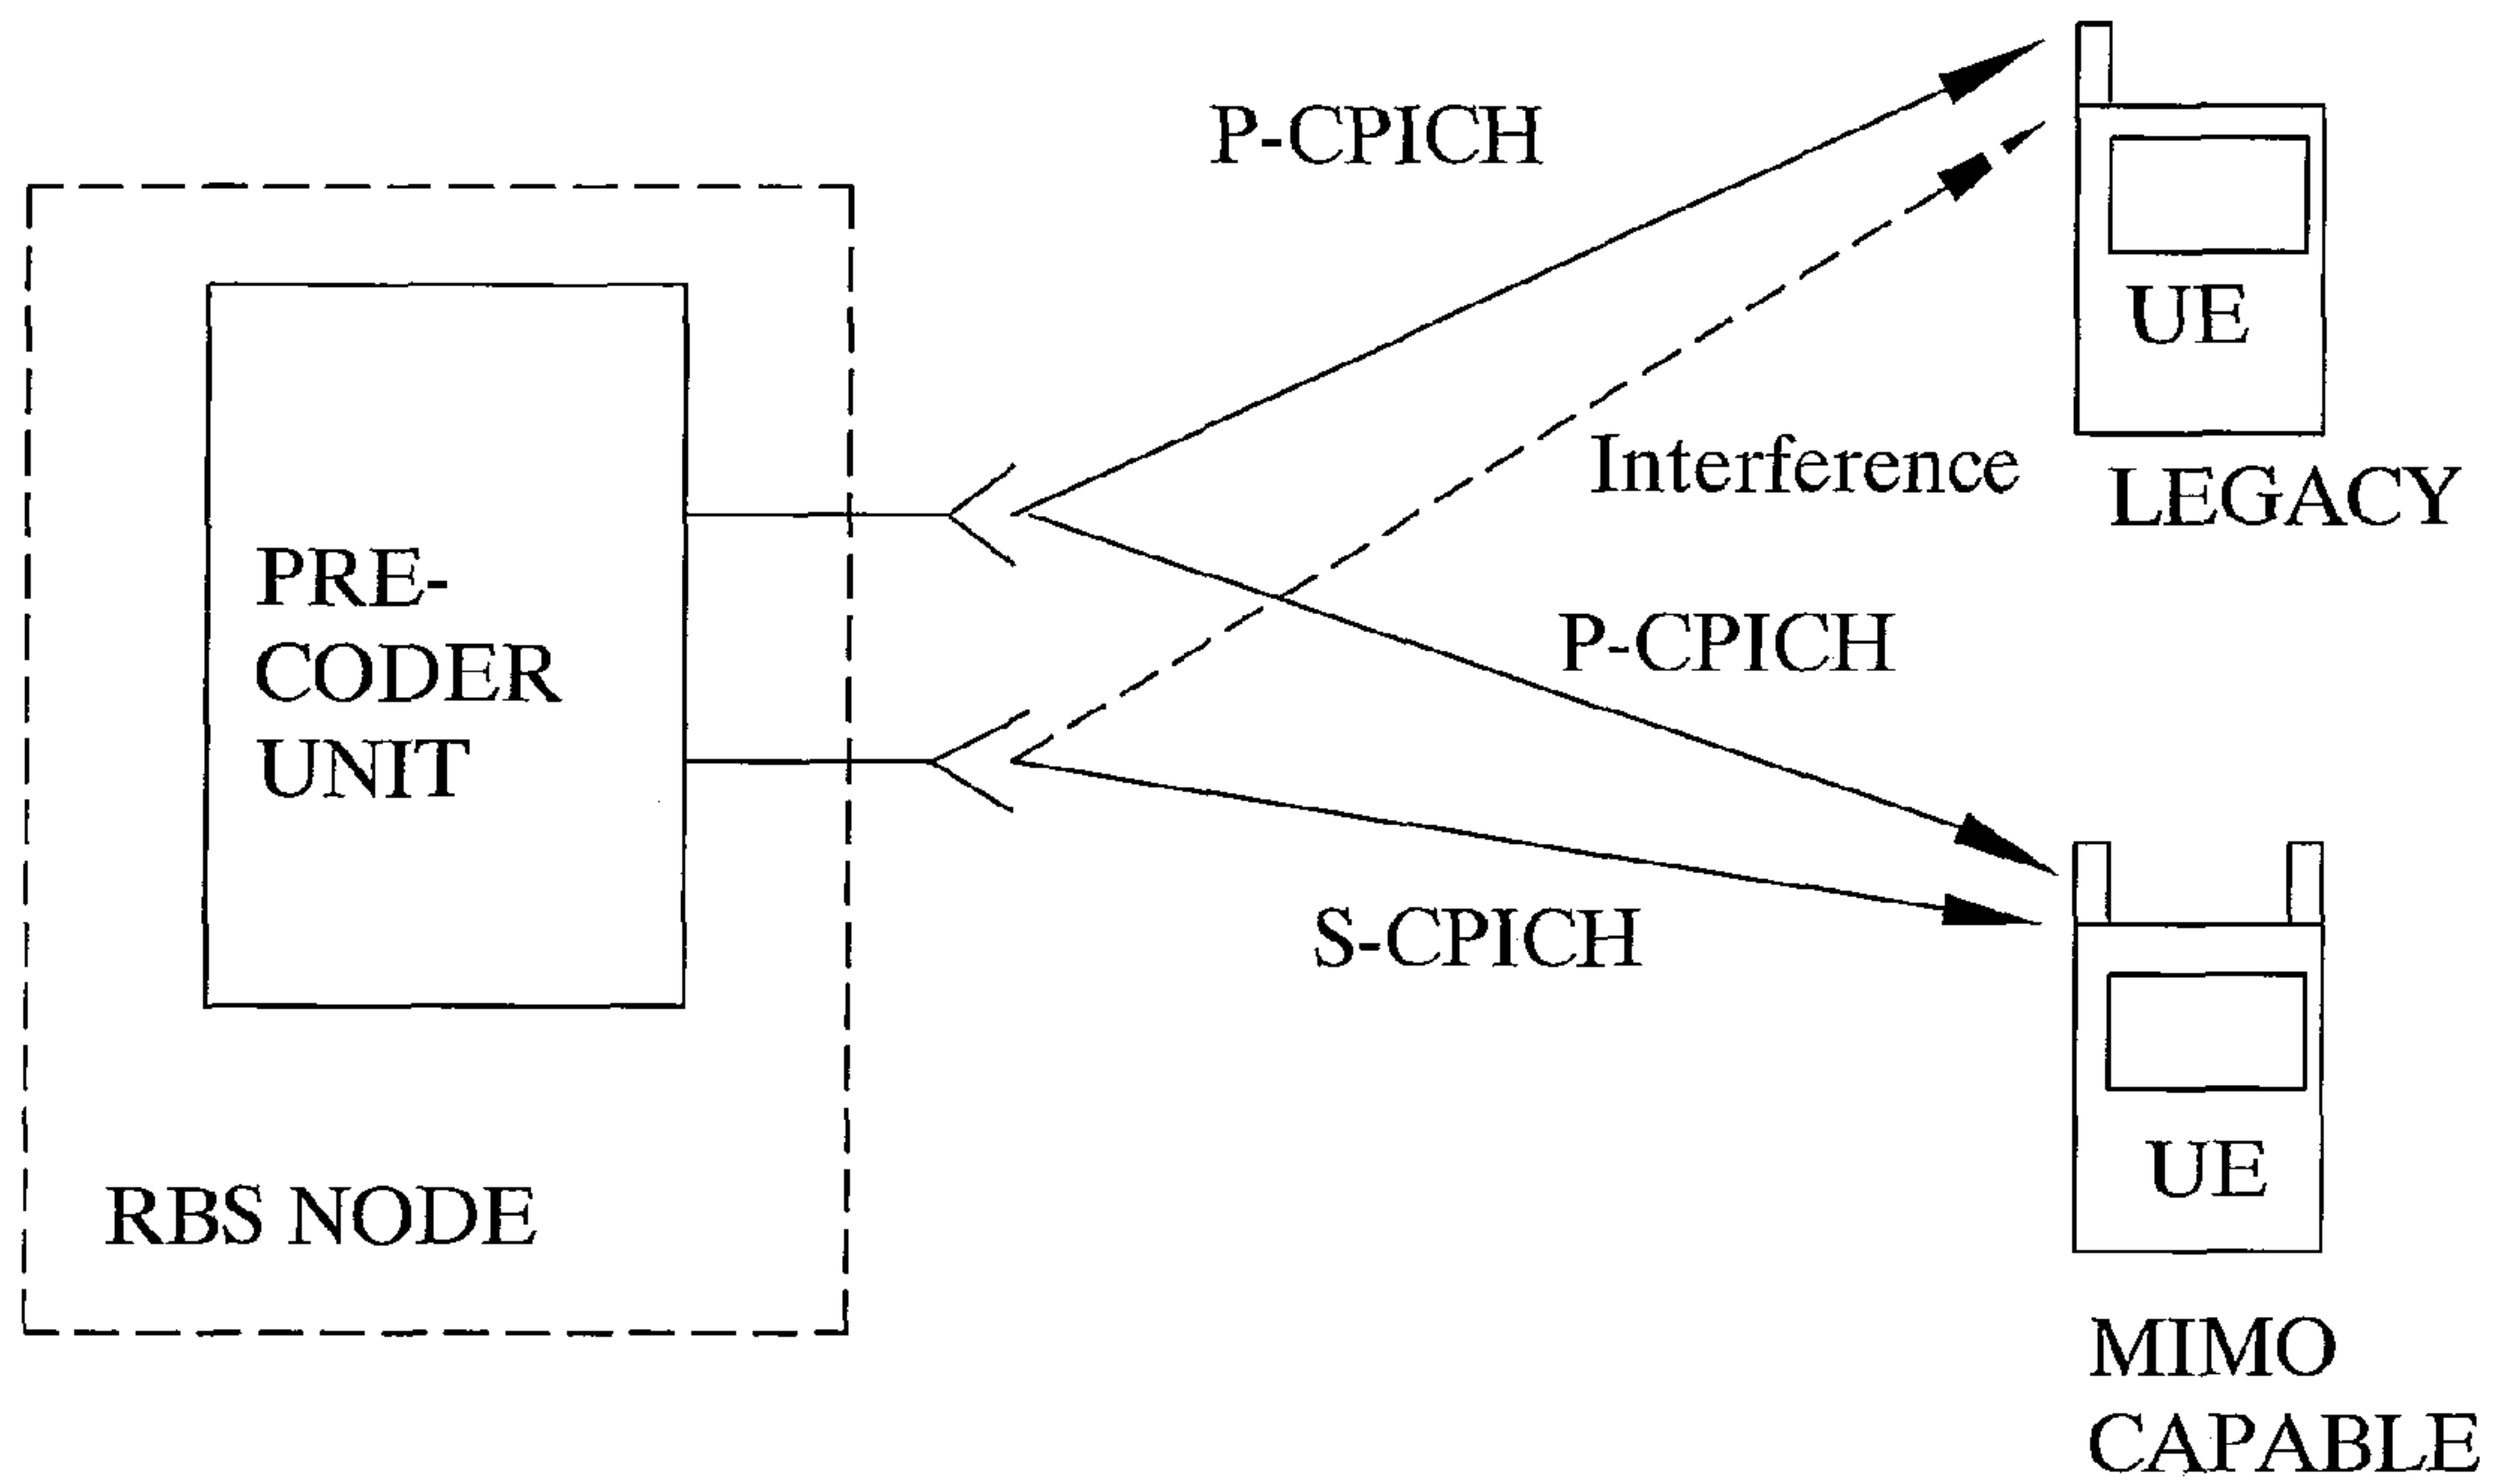 P-CPICH
UE
Interference
LEGACY
PRE-
CODER
UNIT
P-CPICH
S-CPICH
UE
RBS NODE
MIMO
CAPABLE